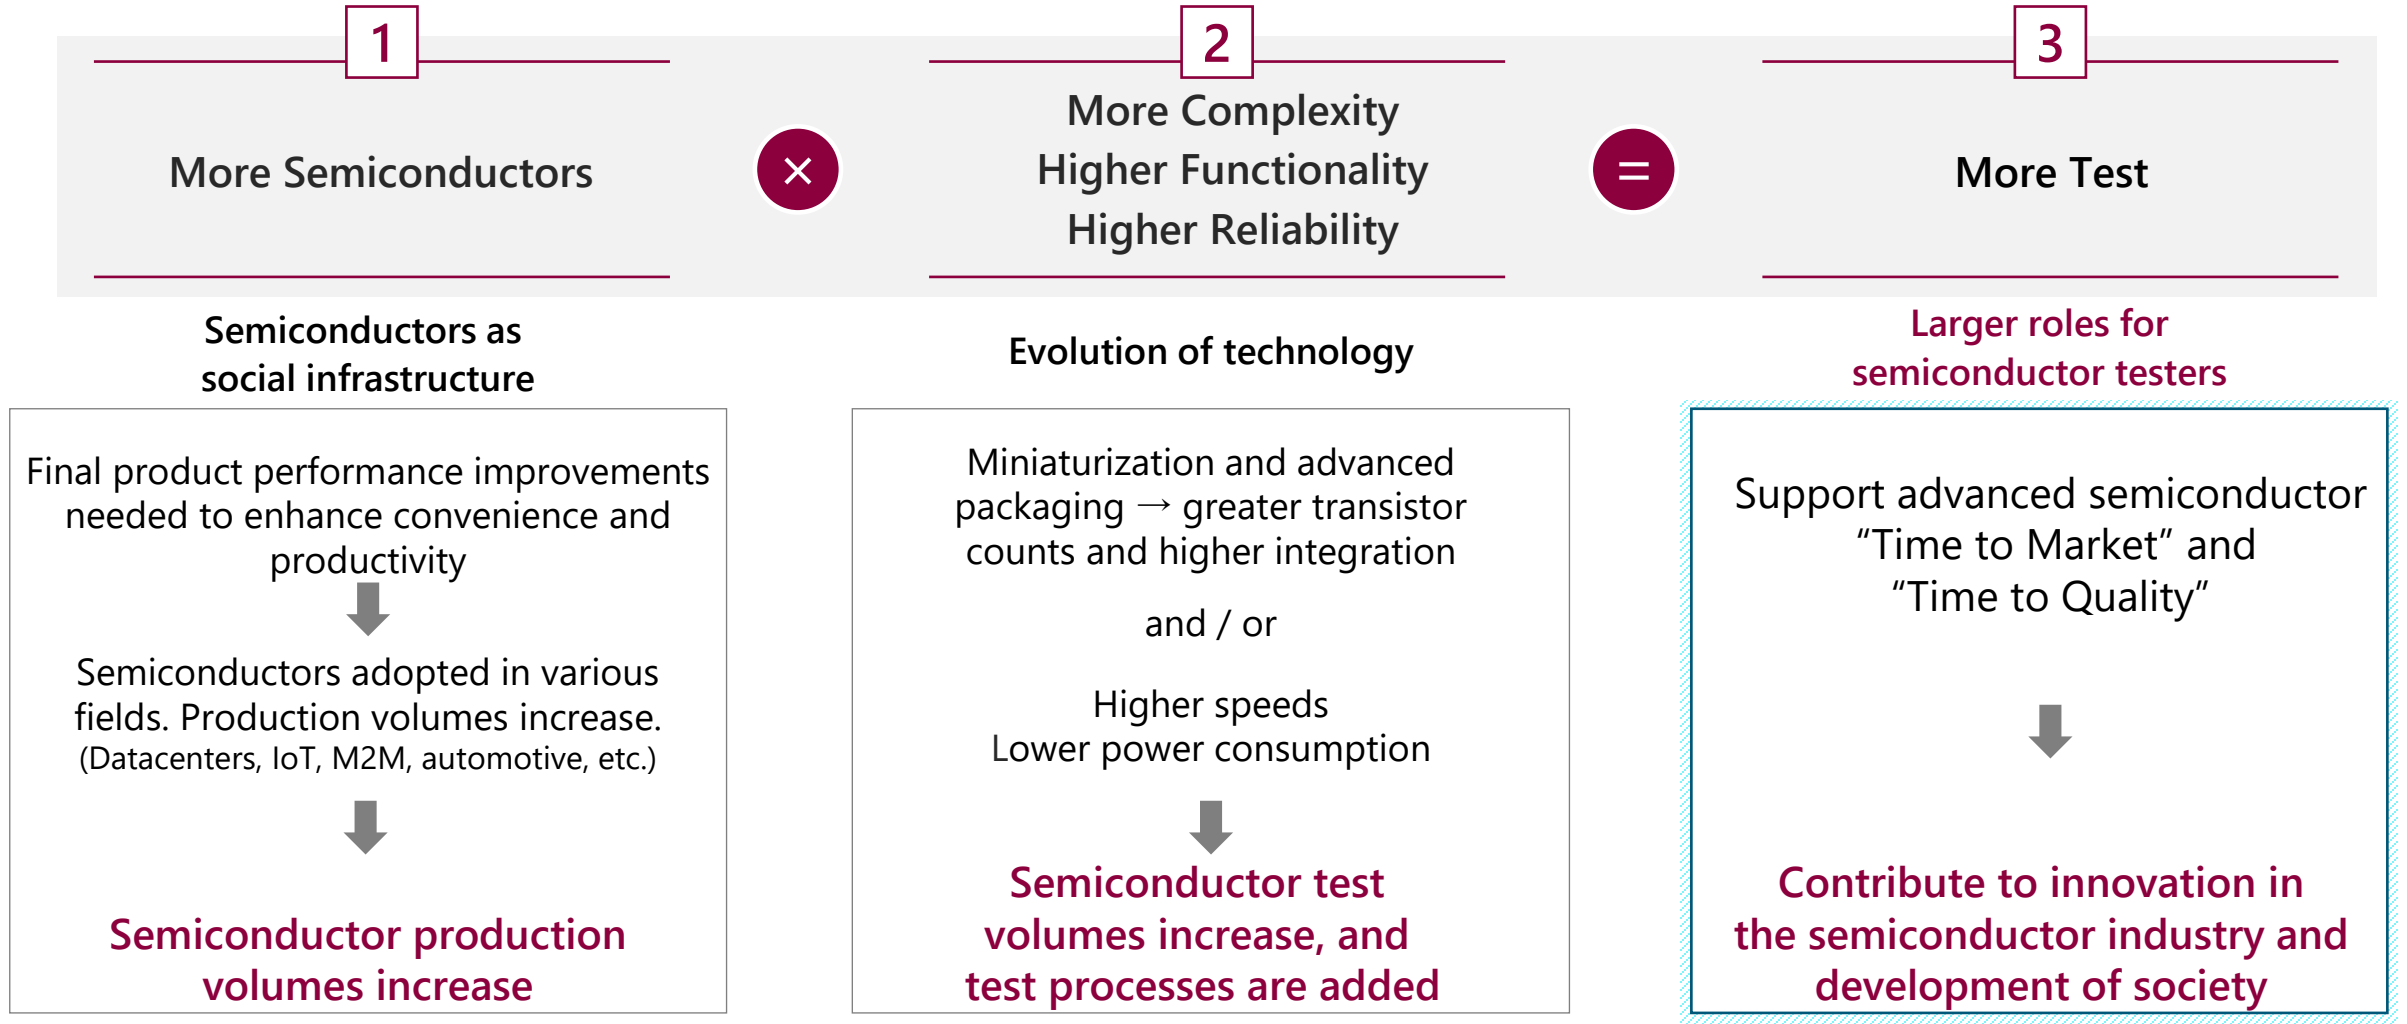 1
More Semiconductors
×
2
More Complexity
Higher Functionality
Higher Reliability
=
3
More Test
Semiconductors as
social infrastructure
Final product performance improvements
needed to enhance convenience and
productivity
Semiconductors adopted in various
fields. Production volumes increase.
(Datacenters, IoT, M2M, automotive, etc.)
Semiconductor production
volumes increase
Evolution of technology
Miniaturization and advanced
packaging → greater transistor
counts and higher integration
and / or
Higher speeds
Lower power consumption
Semiconductor test
volumes increase, and
test processes are added
Larger roles for
semiconductor testers
Support advanced semiconductor
“Time to Market” and
“Time to Quality”
Contribute to innovation in
the semiconductor industry and
development of society